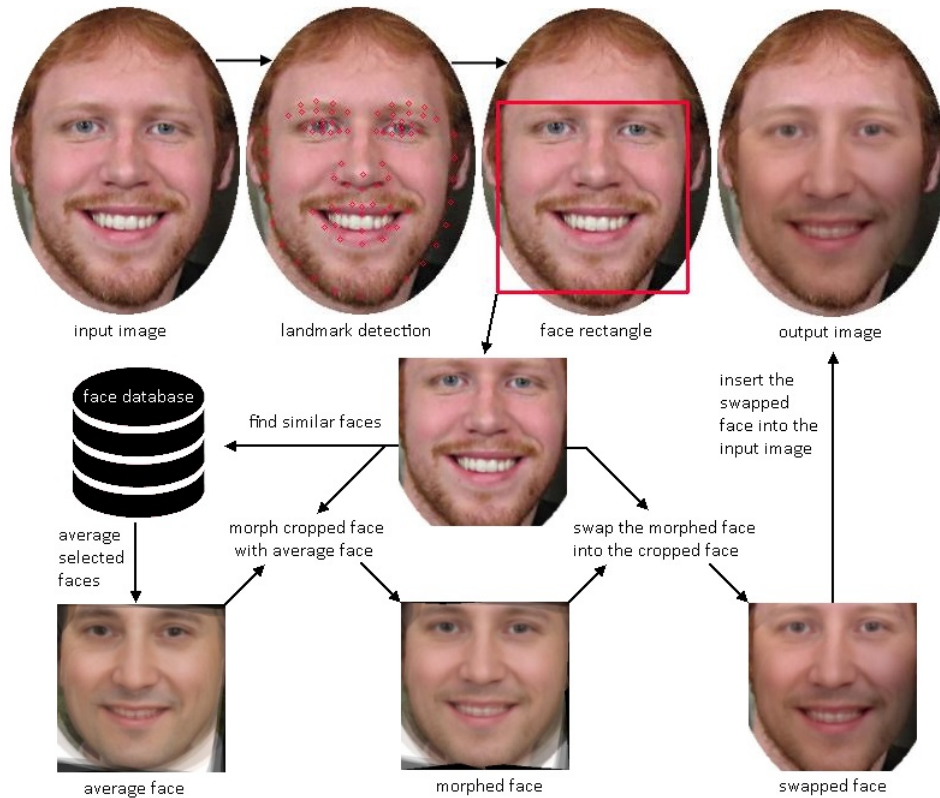 input image
landmark detection
face rectangle
output image
face database
find similar faces
insert the
swapped
face into the
input image
average
selected
faces
morph cropped face
with average face
swap the morphed face
into the cropped face
average face
morphed face
swapped face